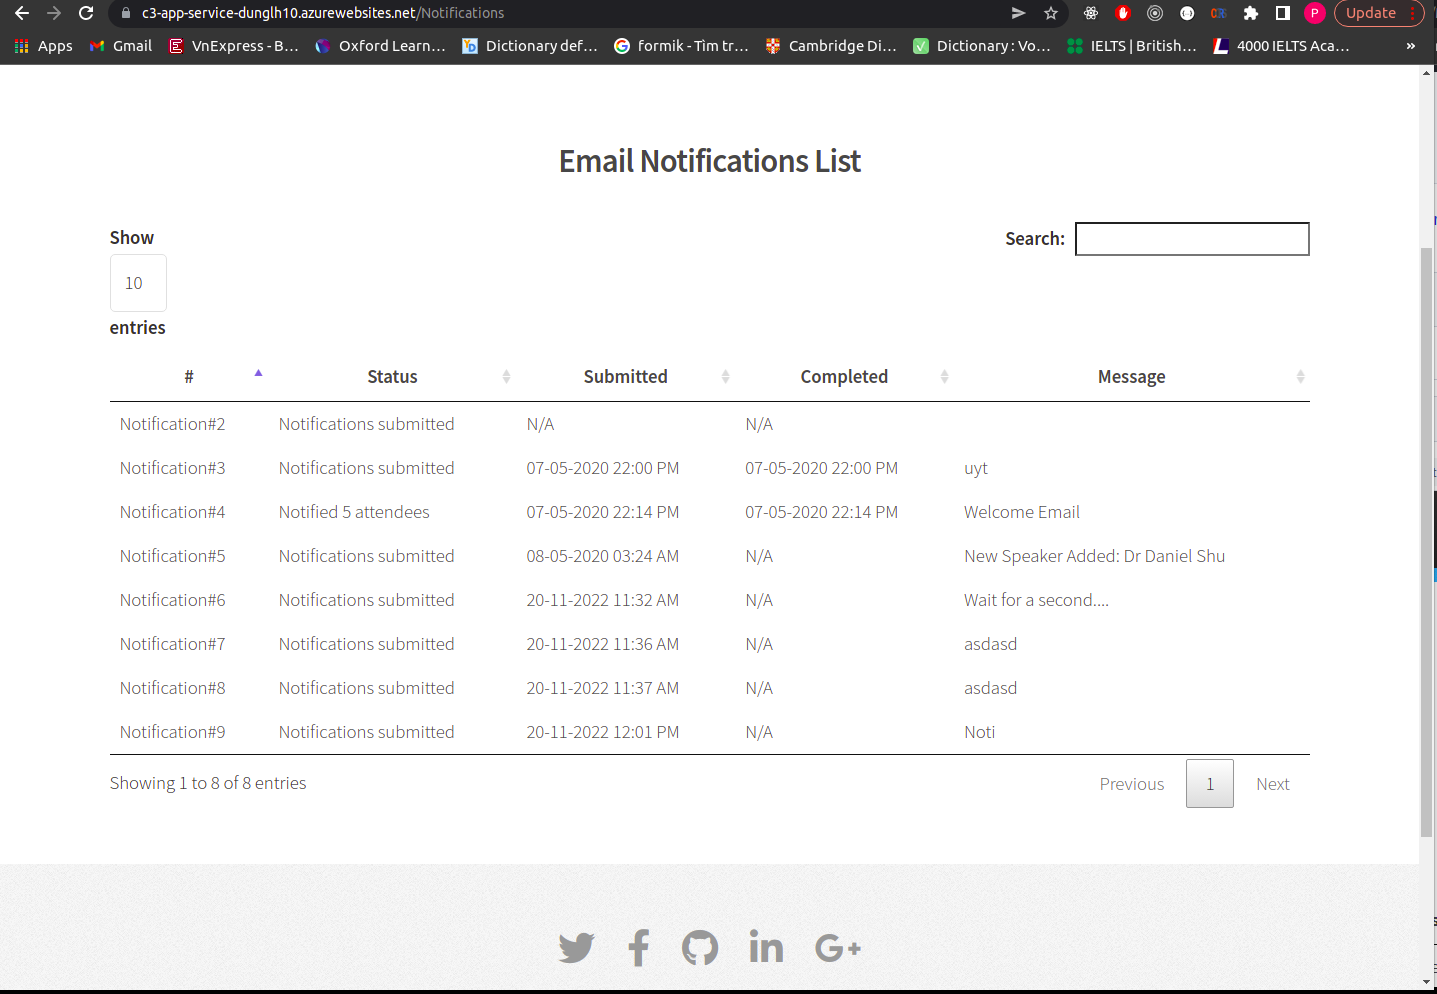 c3-app-service-dunglh10.azurewebsites.net/Notifications
Update
Apps Gmail VnExpress - B... Oxford Learn... Dictionary def... formik - Tìm tr... Cambridge Di... Dictionary : Vo... IELTS | British... 4000 IELTS Aca... »
Email Notifications List
Show
10
entries
Search:
# Status Submitted Completed Message
Notification#2 Notifications submitted N/A N/A
Notification#3 Notifications submitted 07-05-2020 22:00 PM 07-05-2020 22:00 PM uyt
Notification#4 Notified 5 attendees 07-05-2020 22:14 PM 07-05-2020 22:14 PM Welcome Email
Notification#5 Notifications submitted 08-05-2020 03:24 AM N/A New Speaker Added: Dr Daniel Shu
Notification#6 Notifications submitted 20-11-2022 11:32 AM N/A Wait for a second....
Notification#7 Notifications submitted 20-11-2022 11:36 AM N/A asdasd
Notification#8 Notifications submitted 20-11-2022 11:37 AM N/A asdasd
Notification#9 Notifications submitted 20-11-2022 12:01 PM N/A Noti
Showing 1 to 8 of 8 entries
Previous 1 Next